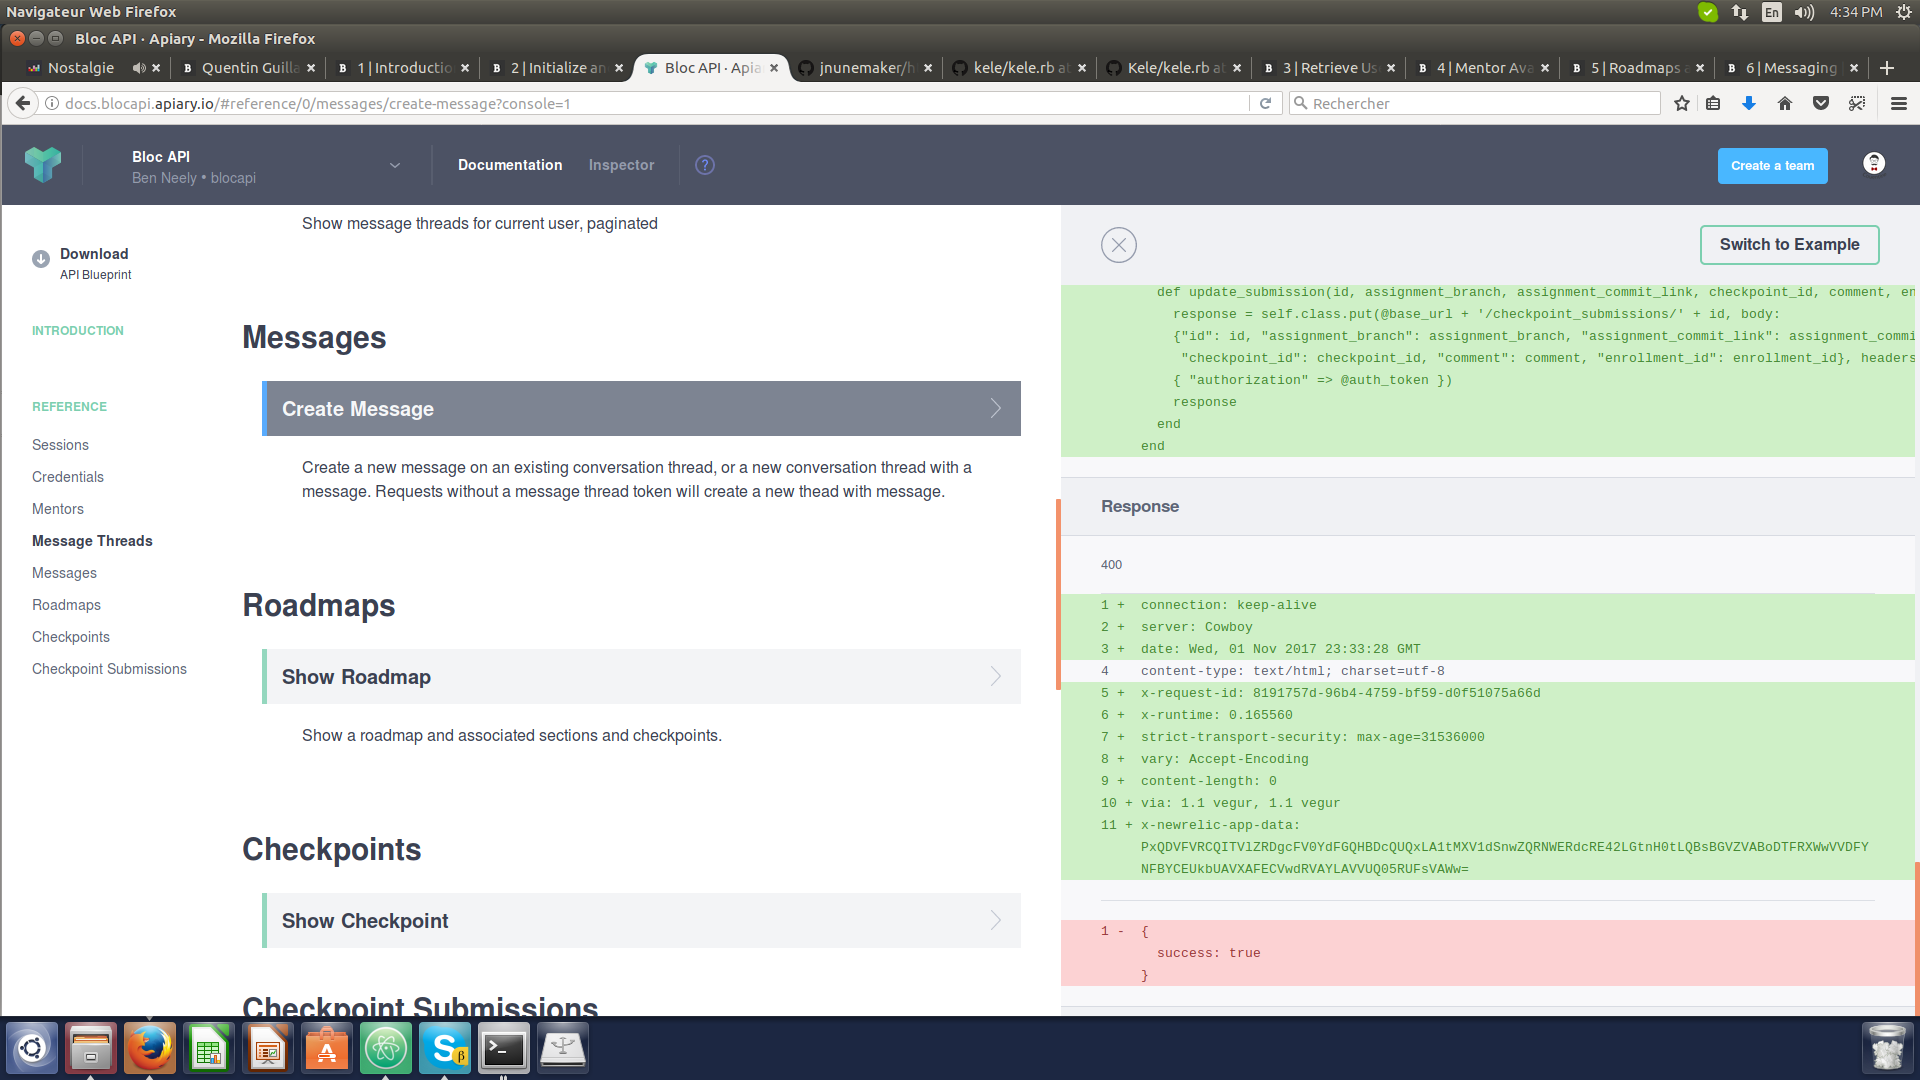 Navigateur Web Firefox
En
4:34 PM
Bloc API · Apiary - Mozilla Firefox
Nostalgie
Quentin Guilla
1 | Introductio
2 | Initialize an
Bloc API · Apia
jnunemaker/h
kele/kele.rb at
Kele/kele.rb at
3 | Retrieve Us
4 | Mentor Ava
5 | Roadmaps a
6 | Messaging
docs.blocapi.apiary.io/#reference/0/messages/create-message?console=1
Rechercher
Bloc API
Ben Neely • blocapi
Documentation
Inspector
?
Create a team
Download
API Blueprint
INTRODUCTION
REFERENCE
Sessions
Credentials
Mentors
Message Threads
Messages
Roadmaps
Checkpoints
Checkpoint Submissions
Show message threads for current user, paginated
Messages
Create Message
Create a new message on an existing conversation thread, or a new conversation thread with a
message. Requests without a message thread token will create a new thead with message.
Roadmaps
Show Roadmap
Show a roadmap and associated sections and checkpoints.
Checkpoints
Show Checkpoint
Checkpoint Submissions
Switch to Example
def update_submission(id, assignment_branch, assignment_commit_link, checkpoint_id, comment, en
response = self.class.put(@base_url + '/checkpoint_submissions/' + id, body:
{"id": id, "assignment_branch": assignment_branch, "assignment_commit_link": assignment_commi
"checkpoint_id": checkpoint_id, "comment": comment, "enrollment_id": enrollment_id}, headers
{ "authorization" => @auth_token })
response
end
end
Response
400
1 + connection: keep-alive
2 + server: Cowboy
3 + date: Wed, 01 Nov 2017 23:33:28 GMT
4 content-type: text/html; charset=utf-8
5 + x-request-id: 8191757d-96b4-4759-bf59-d0f51075a66d
6 + x-runtime: 0.165560
7 + strict-transport-security: max-age=31536000
8 + vary: Accept-Encoding
9 + content-length: 0
10 + via: 1.1 vegur, 1.1 vegur
11 + x-newrelic-app-data:
PxQDVFVRCQITVlZRDgcFV0YdFGQHBDcQUQxLA1tMXV1dSnwZQRNWERdcRE42LGtnH0tLQBsBGVZVABoDTFRXWwVVDFY
NFBYCEUkbUAVXAFECVwdRVAYLAVVUQ05RUFsVAWw=
1 - {
success: true
}